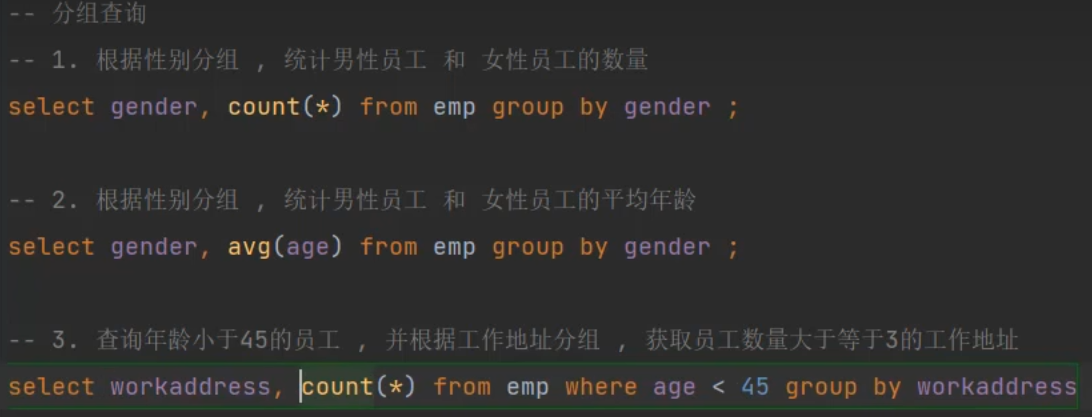 -- 分组查询
-- 1. 根据性别分组 , 统计男性员工 和 女性员工的数量
select gender, count(*) from emp group by gender ;
-- 2. 根据性别分组 , 统计男性员工 和 女性员工的平均年龄
select gender, avg(age) from emp group by gender ;
-- 3. 查询年龄小于45的员工 , 并根据工作地址分组 , 获取员工数量大于等于3的工作地址
select workaddress, count(*) from emp where age < 45 group by workaddress